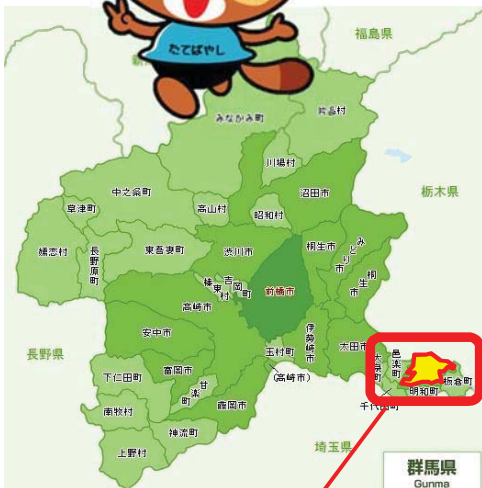 たてばやし
福島県
みなかみ町
片品村
川場村
沼田市
栃木県
中之条町
草津町
高山村
昭和村
嬬恋村
長野原町
東吾妻町
渋川市
桐生市
みどり市
桐生市
榛東村
吉岡町
前橋市
高崎市
安中市
伊勢崎市
玉村町
太田市
大泉町
邑楽町
板倉町
明和町
千代田町
長野県
富岡市
下仁田町
甘楽町
(高崎市)
藤岡市
南牧村
神流町
上野村
埼玉県
群馬県
Gunma